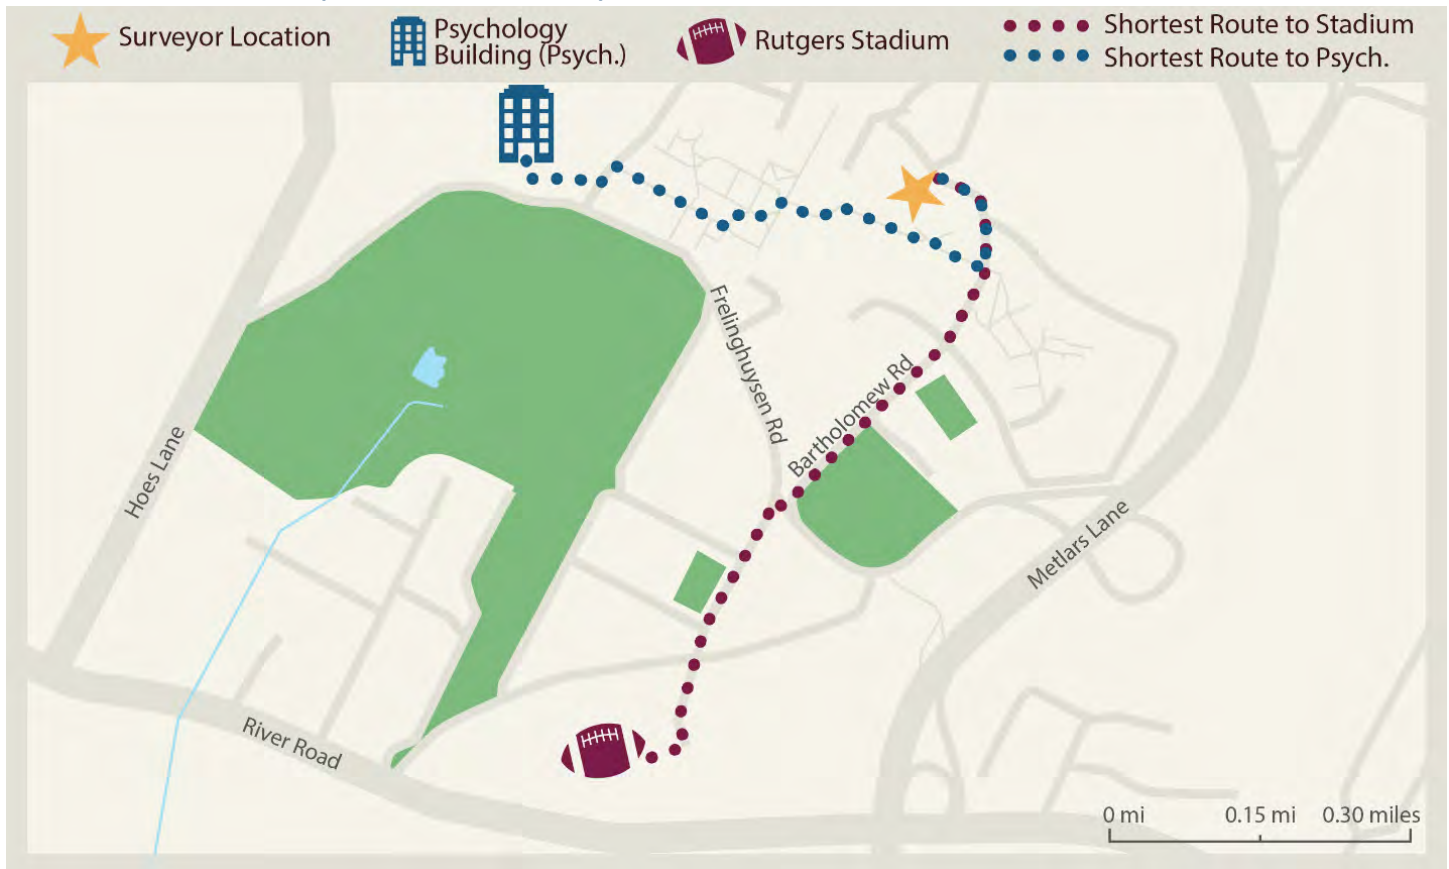 Surveyor Location
Psychology
Building (Psych.)
Rutgers Stadium
Shortest Route to Stadium
Shortest Route to Psych.
Frelinghuysen Rd
Bartholomew Rd
Hoes Lane
Metlars Lane
River Road
0 mi 0.15 mi 0.30 miles